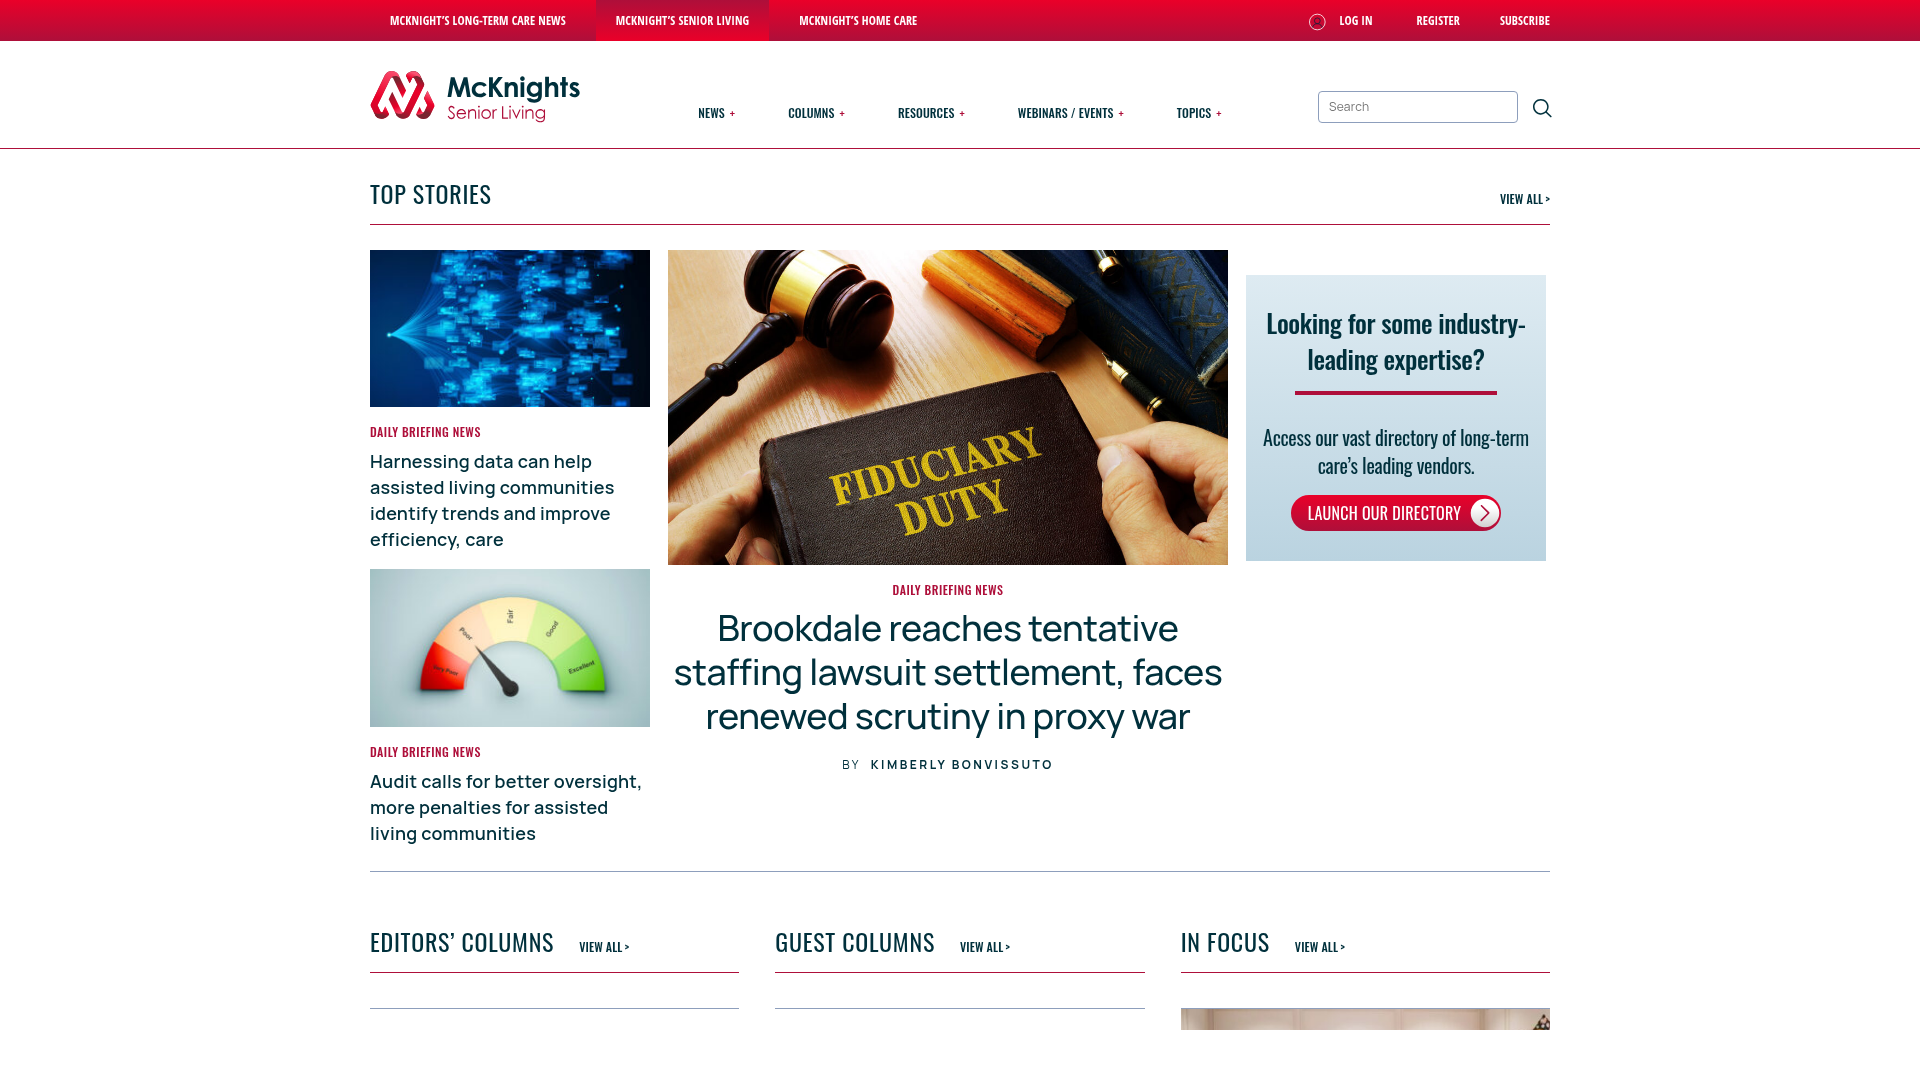 MCKNIGHT'S LONG-TERM CARE NEWS
MCKNIGHT'S SENIOR LIVING
MCKNIGHT'S HOME CARE
LOG IN
REGISTER
SUBSCRIBE
McKnights
Senior Living
NEWS +
COLUMNS +
RESOURCES +
WEBINARS / EVENTS +
TOPICS +
Search
TOP STORIES
VIEW ALL >
DAILY BRIEFING NEWS
Harnessing data can help
assisted living communities
identify trends and improve
efficiency, care
Very Poor
Poor
Fair
Good
Excellent
DAILY BRIEFING NEWS
Audit calls for better oversight,
more penalties for assisted
living communities
FIDUCIARY
DUTY
DAILY BRIEFING NEWS
Brookdale reaches tentative
staffing lawsuit settlement, faces
renewed scrutiny in proxy war
BY KIMBERLY BONVISSUTO
Looking for some industry-
leading expertise?
Access our vast directory of long-term
care’s leading vendors.
LAUNCH OUR DIRECTORY
EDITORS’ COLUMNS
VIEW ALL >
GUEST COLUMNS
VIEW ALL >
IN FOCUS
VIEW ALL >